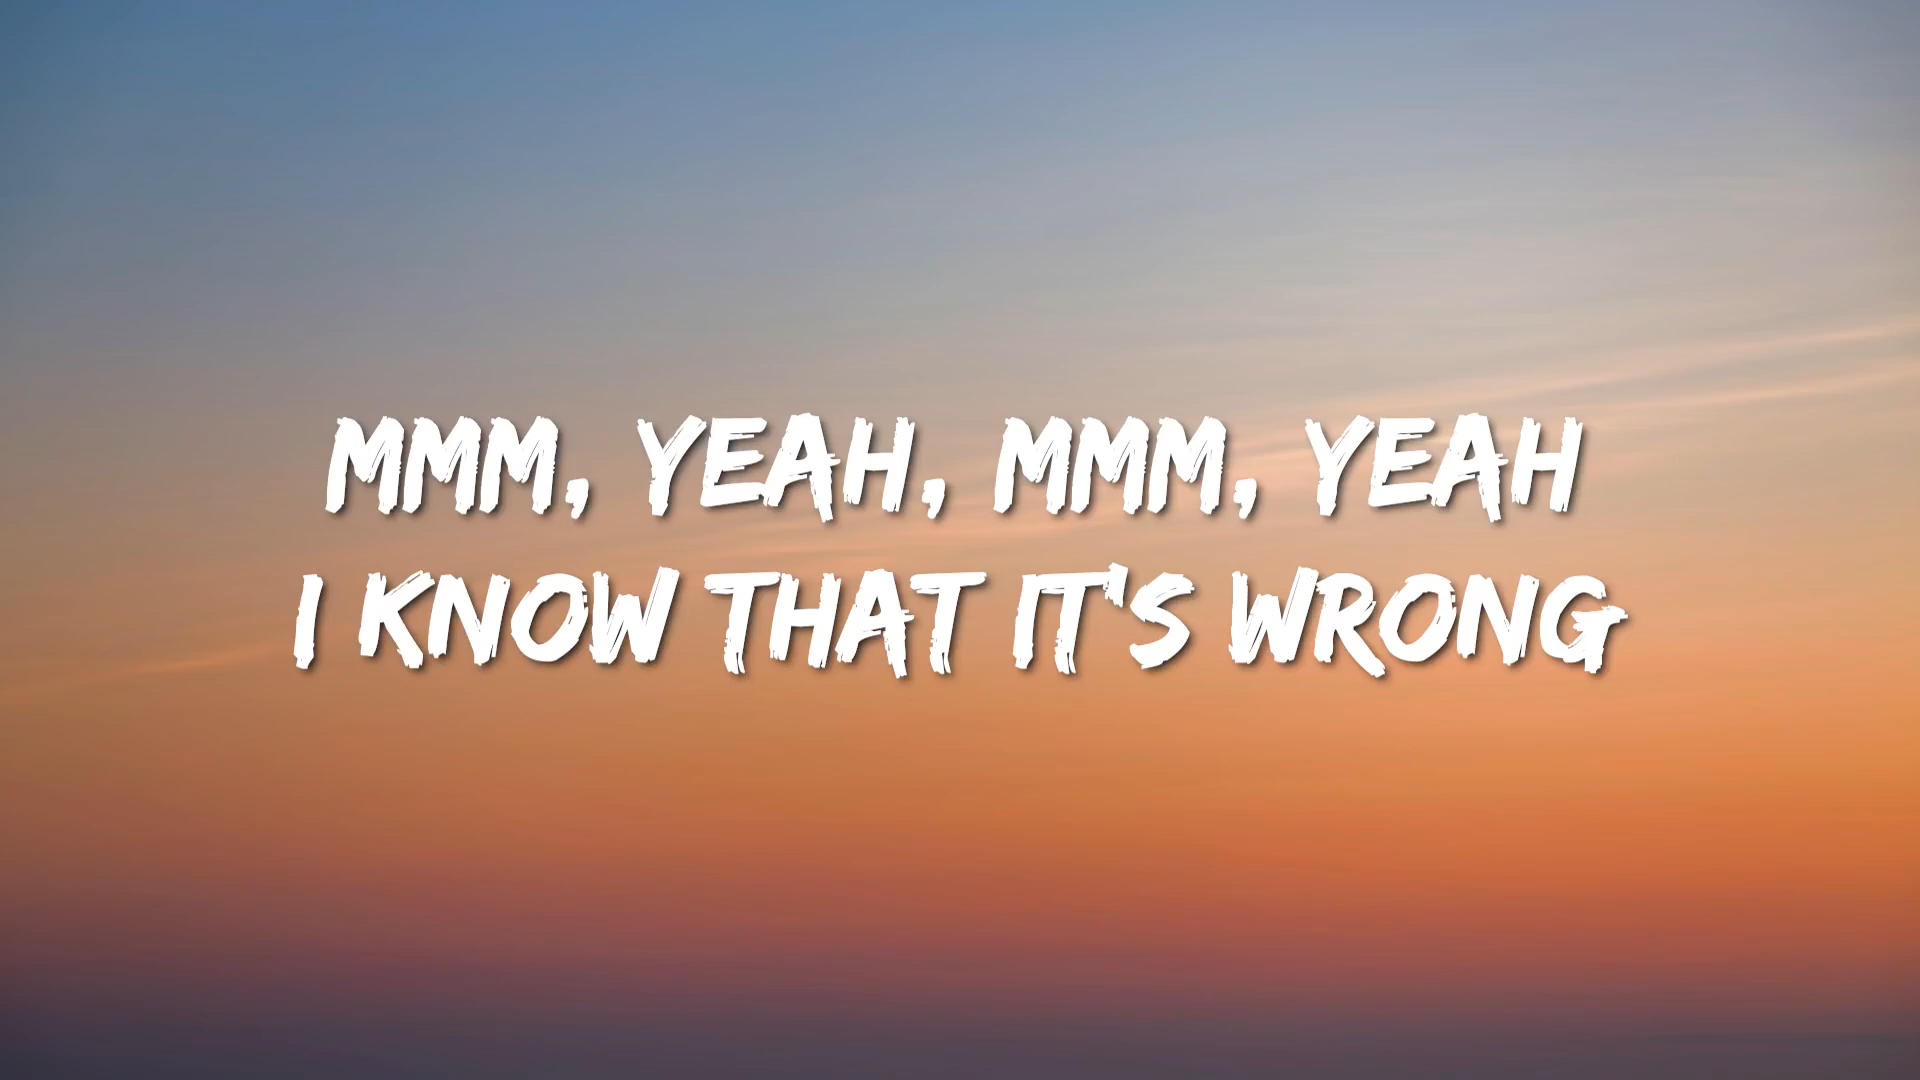 MMM, YEAH, MMM, YEAH
I KNOW THAT IT'S WRONG